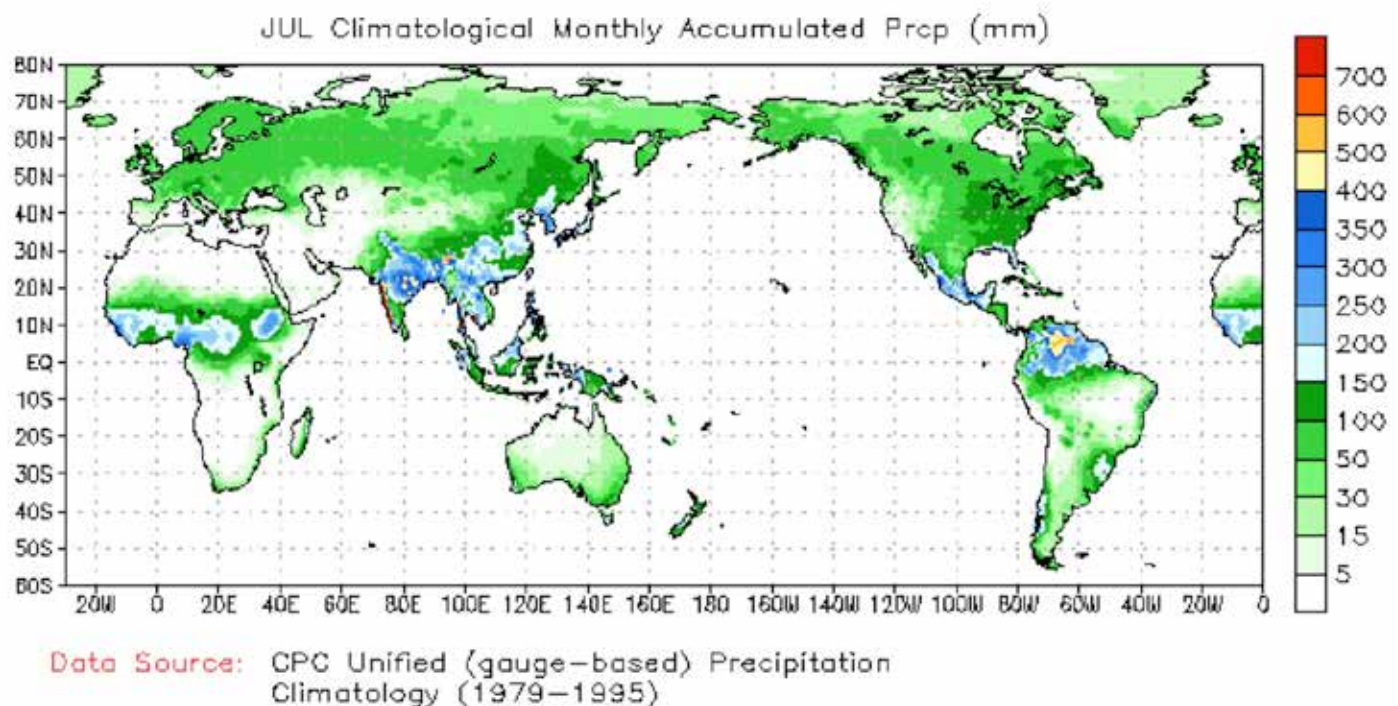 JUL Climatological Monthly Accumulated Prcp (mm)
80N
70N
60N
50N
40N
30N
20N
10N
EQ
10S
20S
30S
40S
50S
60S
20W 0 20E 40E 60E 80E 100E 120E 140E 160E 180 160W 140W 120W 100W 80W 60W 40W 20W 0
700
600
500
400
350
300
250
200
150
100
50
30
15
5
Data Source: CPC Unified (gauge-based) Precipitation
Climatology (1979-1995)